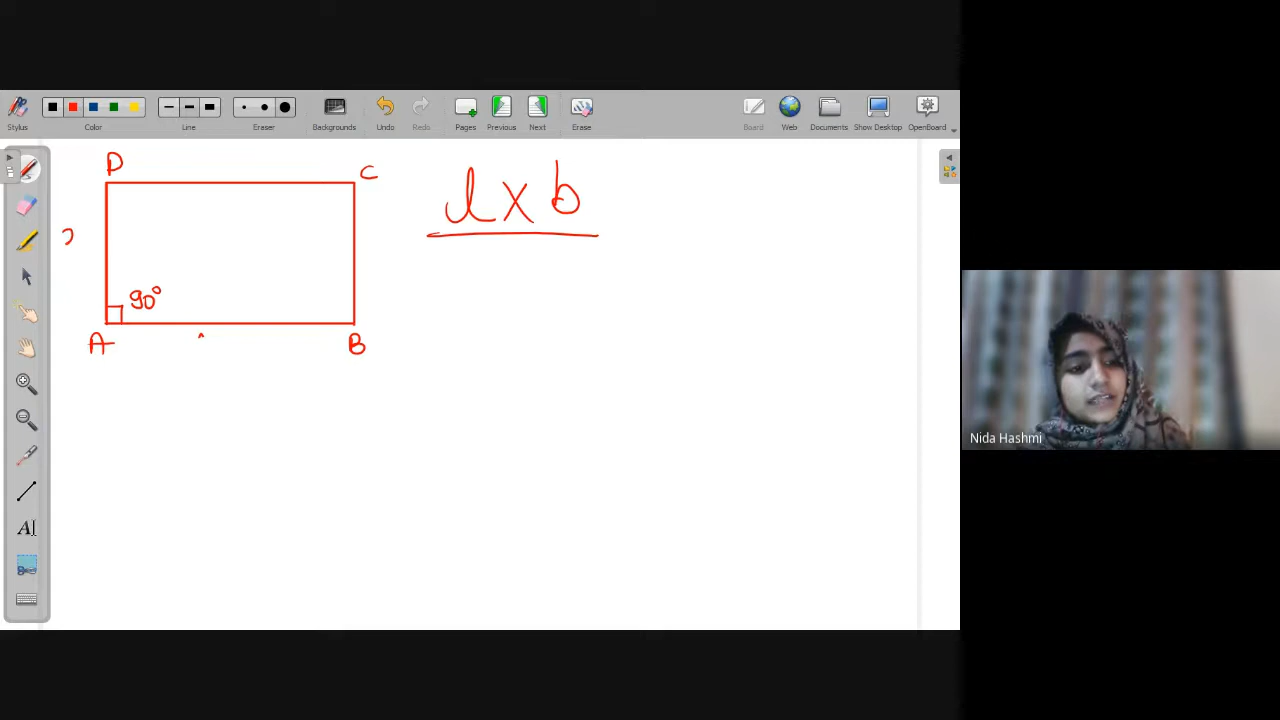 Stylus
Color
Line
Eraser
Backgrounds
Undo
Redo
Pages
Previous
Next
Erase
Board
Web
Documents
Show Desktop
OpenBoard
D
C
l x b
90°
A
B
Nida Hashmi